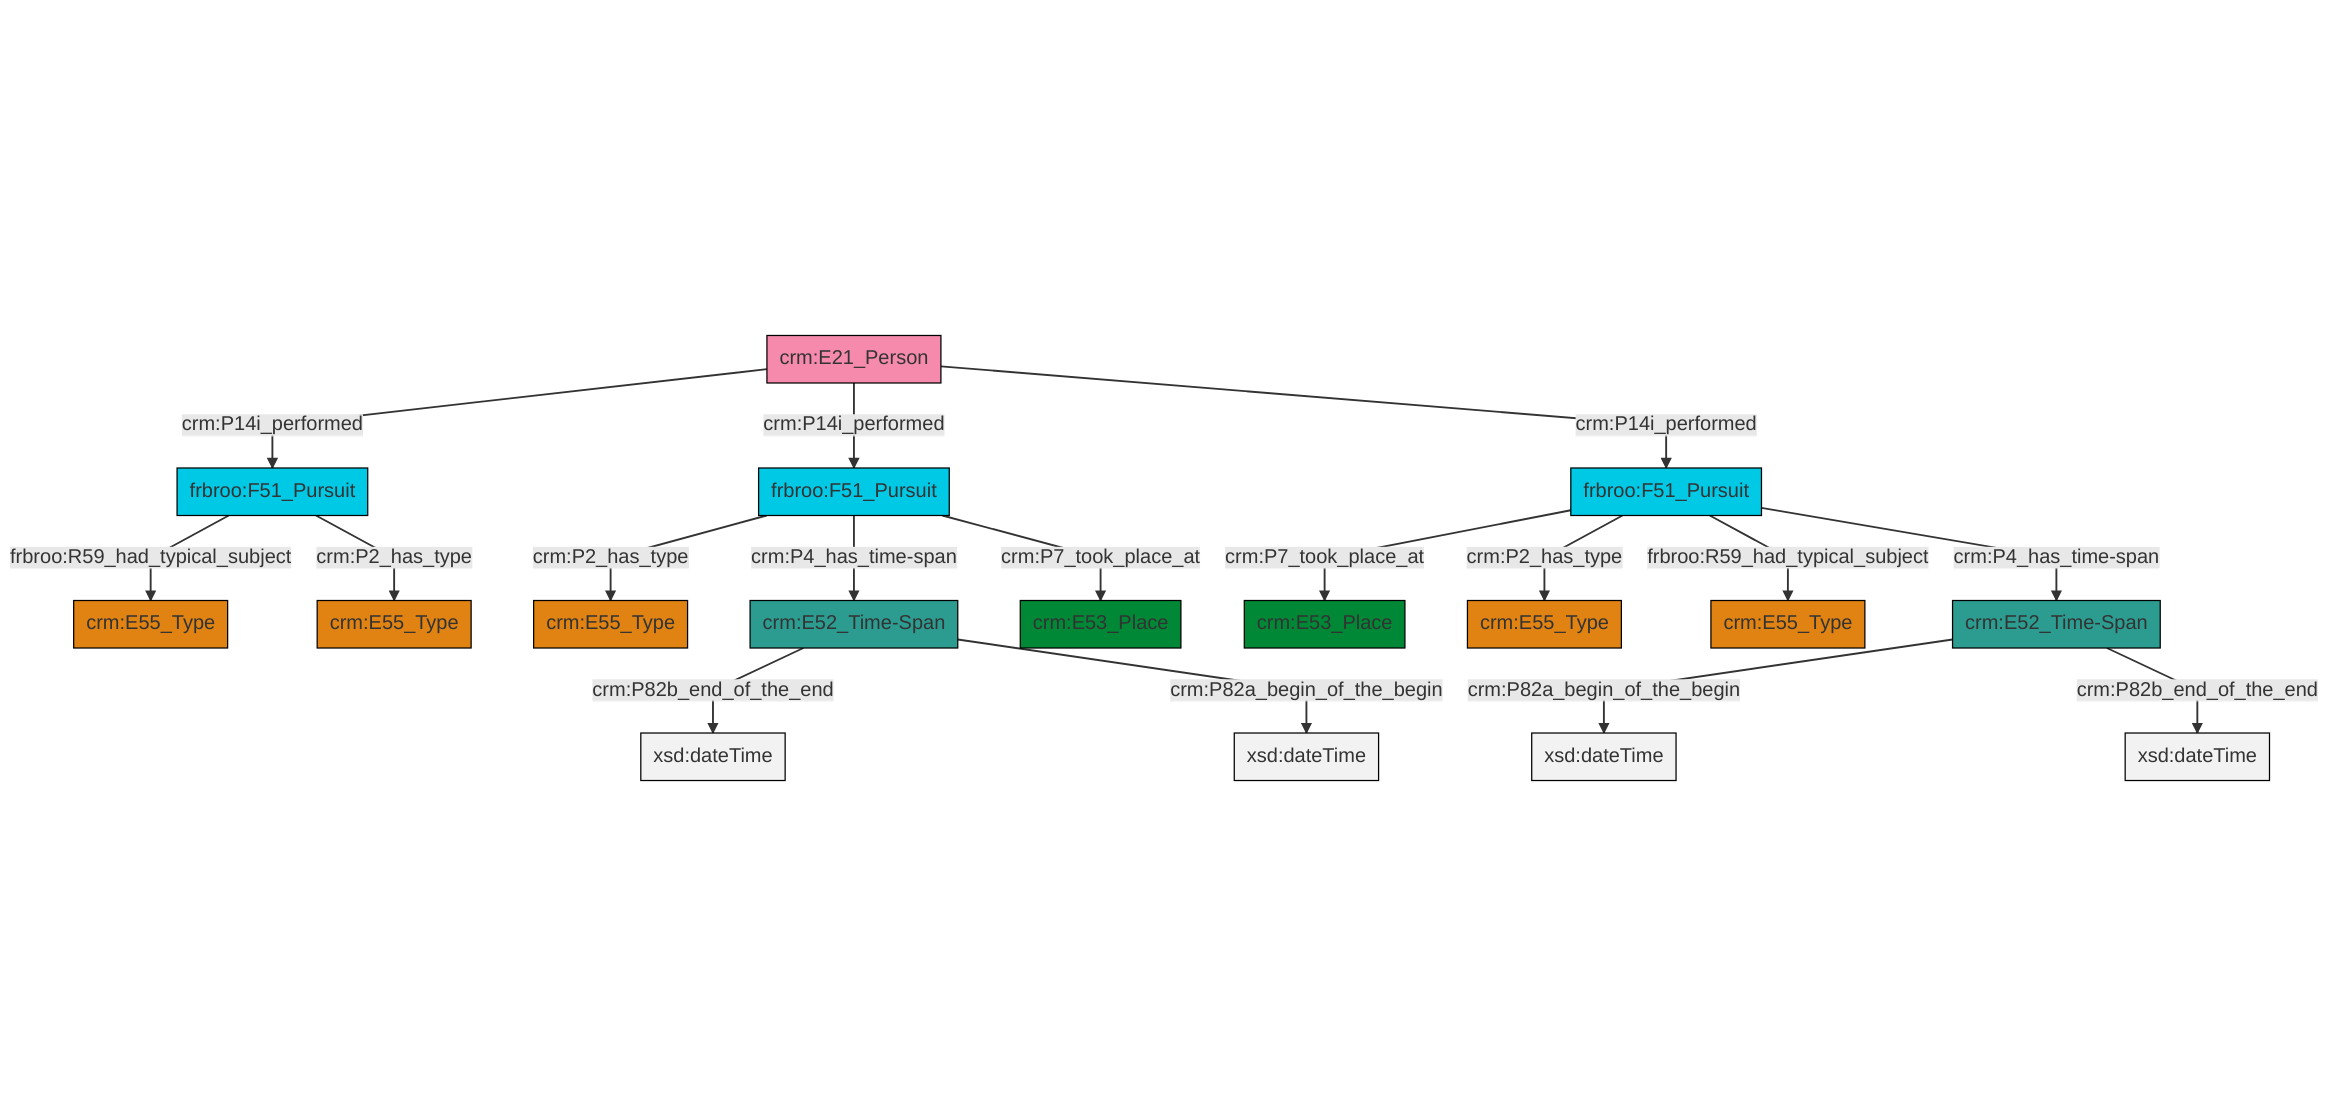 crm:E21_Person
crm:P14i_performed crm:P14i_performed crm:P14i_performed
frbroo:F51_Pursuit frbroo:F51_Pursuit frbroo:F51_Pursuit
frbroo:R59_had_typical_subject crm:P2_has_type crm:P2_has_type crm:P4_has_time-span crm:P7_took_place_at crm:P7_took_place_at crm:P2_has_type frbroo:R59_had_typical_subject crm:P4_has_time-span
crm:E55_Type crm:E55_Type crm:E55_Type crm:E52_Time-Span crm:E53_Place crm:E53_Place crm:E55_Type crm:E55_Type crm:E52_Time-Span
crm:P82b_end_of_the_end crm:P82a_begin_of_the_begin crm:P82a_begin_of_the_begin crm:P82b_end_of_the_end
xsd:dateTime xsd:dateTime xsd:dateTime xsd:dateTime